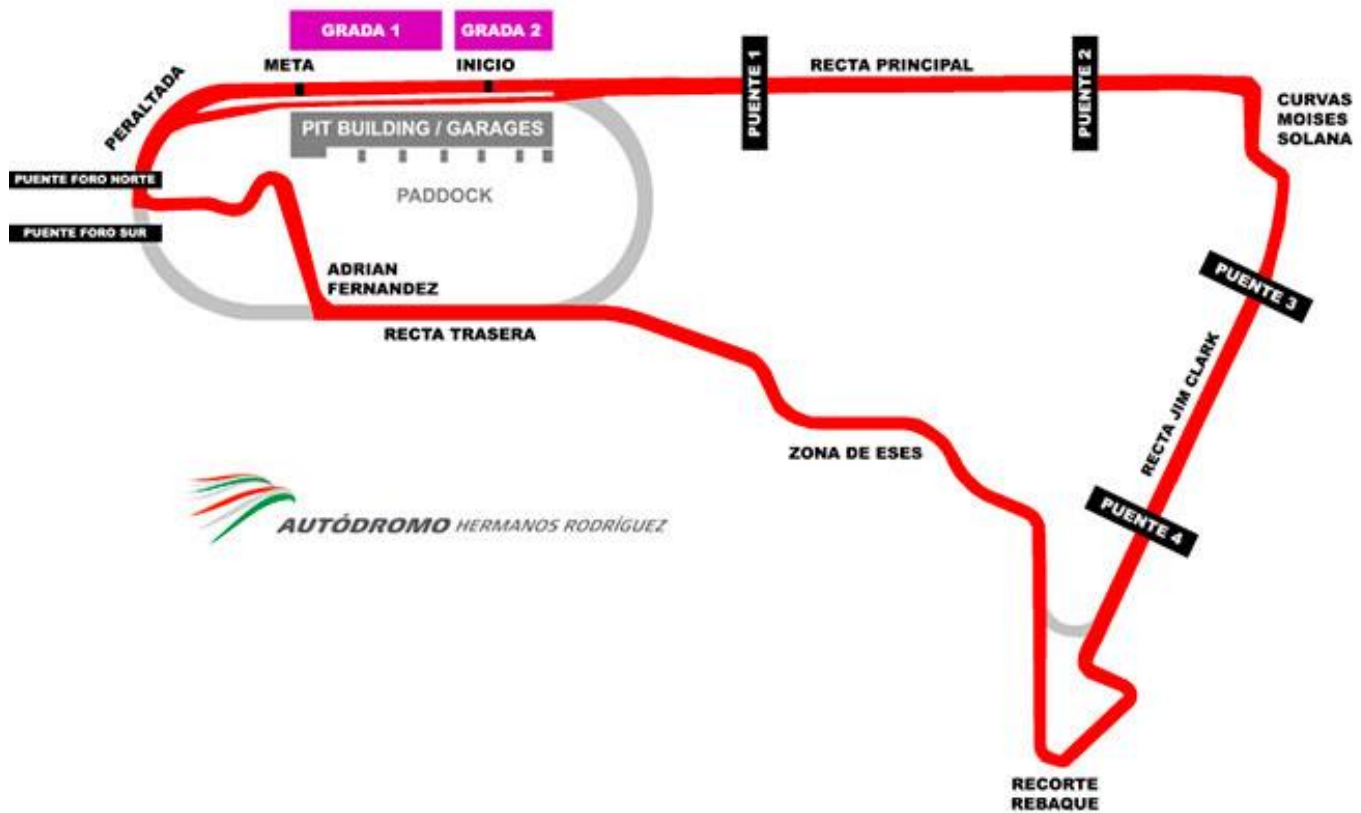 GRADA 1
GRADA 2
META
INICIO
RECTA PRINCIPAL
PUENTE 1
PUENTE 2
PERALTADA
CURVAS
MOISES
SOLANA
PIT BUILDING / GARAGES
PADDOCK
PUENTE FORO NORTE
PUENTE FORO SUR
ADRIAN
FERNANDEZ
RECTA TRASERA
PUENTE 3
RECTA JIM CLARK
ZONA DE ESES
PUENTE 4
AUTÓDROMO HERMANOS RODRÍGUEZ
RECORTE
REBAQUE